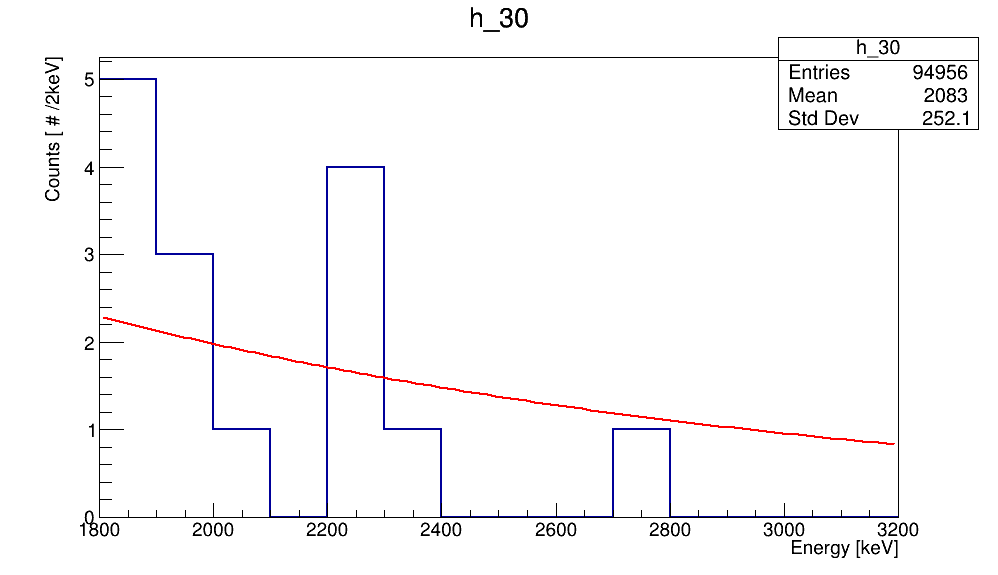 h_30
h_30
Entries 94956
Mean 2083
Std Dev 252.1
Counts [ # /2keV]
5
4
3
2
1
0
1800 2000 2200 2400 2600 2800 3000 3200
Energy [keV]